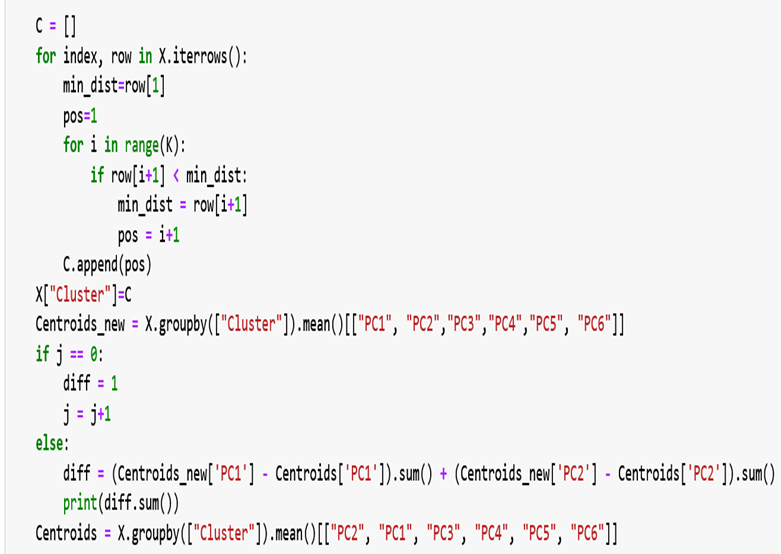 C = []
for index, row in X.iterrows():
    min_dist=row[1]
    pos=1
    for i in range(K):
        if row[i+1] < min_dist:
            min_dist = row[i+1]
            pos = i+1
    C.append(pos)
X["Cluster"]=C
Centroids_new = X.groupby(["Cluster"]).mean()[["PC1", "PC2","PC3","PC4","PC5", "PC6"]]
if j == 0:
    diff = 1
    j = j+1
else:
    diff = (Centroids_new['PC1'] - Centroids['PC1']).sum() + (Centroids_new['PC2'] - Centroids['PC2']).sum()
    print(diff.sum())
Centroids = X.groupby(["Cluster"]).mean()[["PC2", "PC1", "PC3", "PC4", "PC5", "PC6"]]